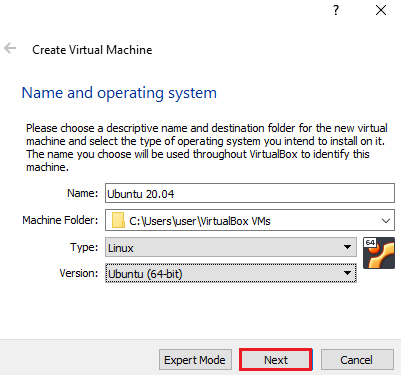 ?
Create Virtual Machine
Name and operating system
Please choose a descriptive name and destination folder for the new virtual
machine and select the type of operating system you intend to install on it.
The name you choose will be used throughout VirtualBox to identify this
machine.
Name: Ubuntu 20.04
Machine Folder: C:\Users\user\VirtualBox VMs
Type: Linux
64
Version: Ubuntu (64-bit)
Expert Mode Next Cancel